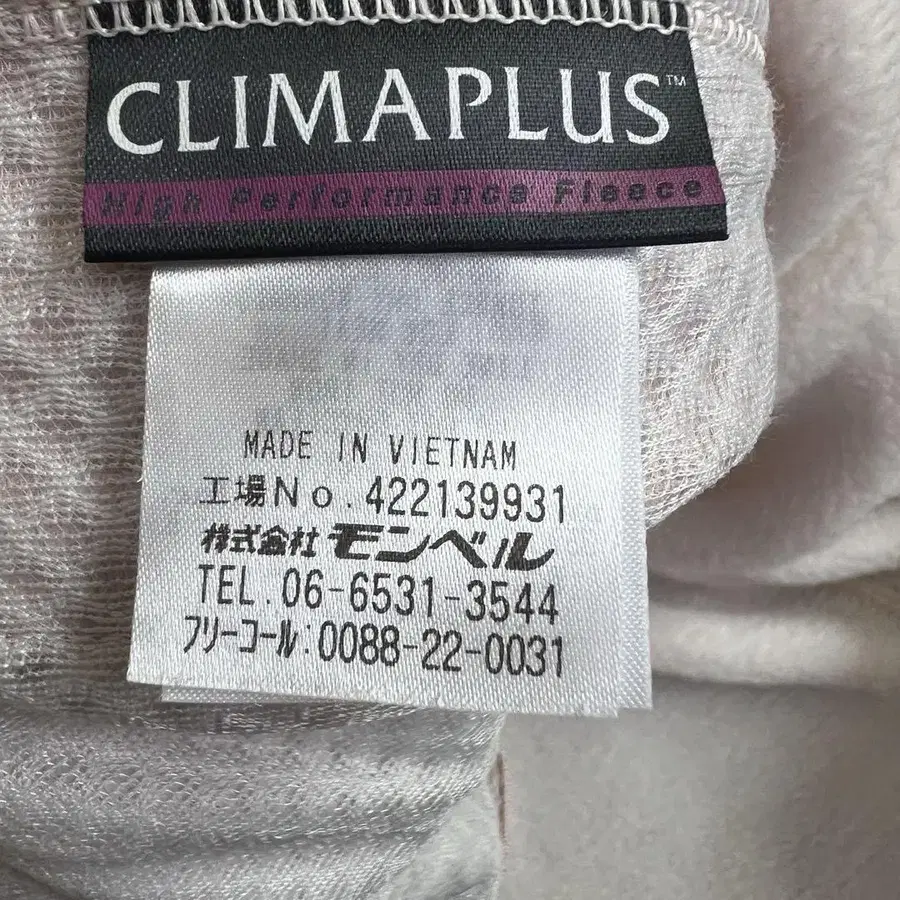 CLIMAPLUS™
High Performance Fleece
MADE IN VIETNAM
工場No.422139931
株式会社モンベル
TEL.06-6531-3544
フリーコール:0088-22-0031